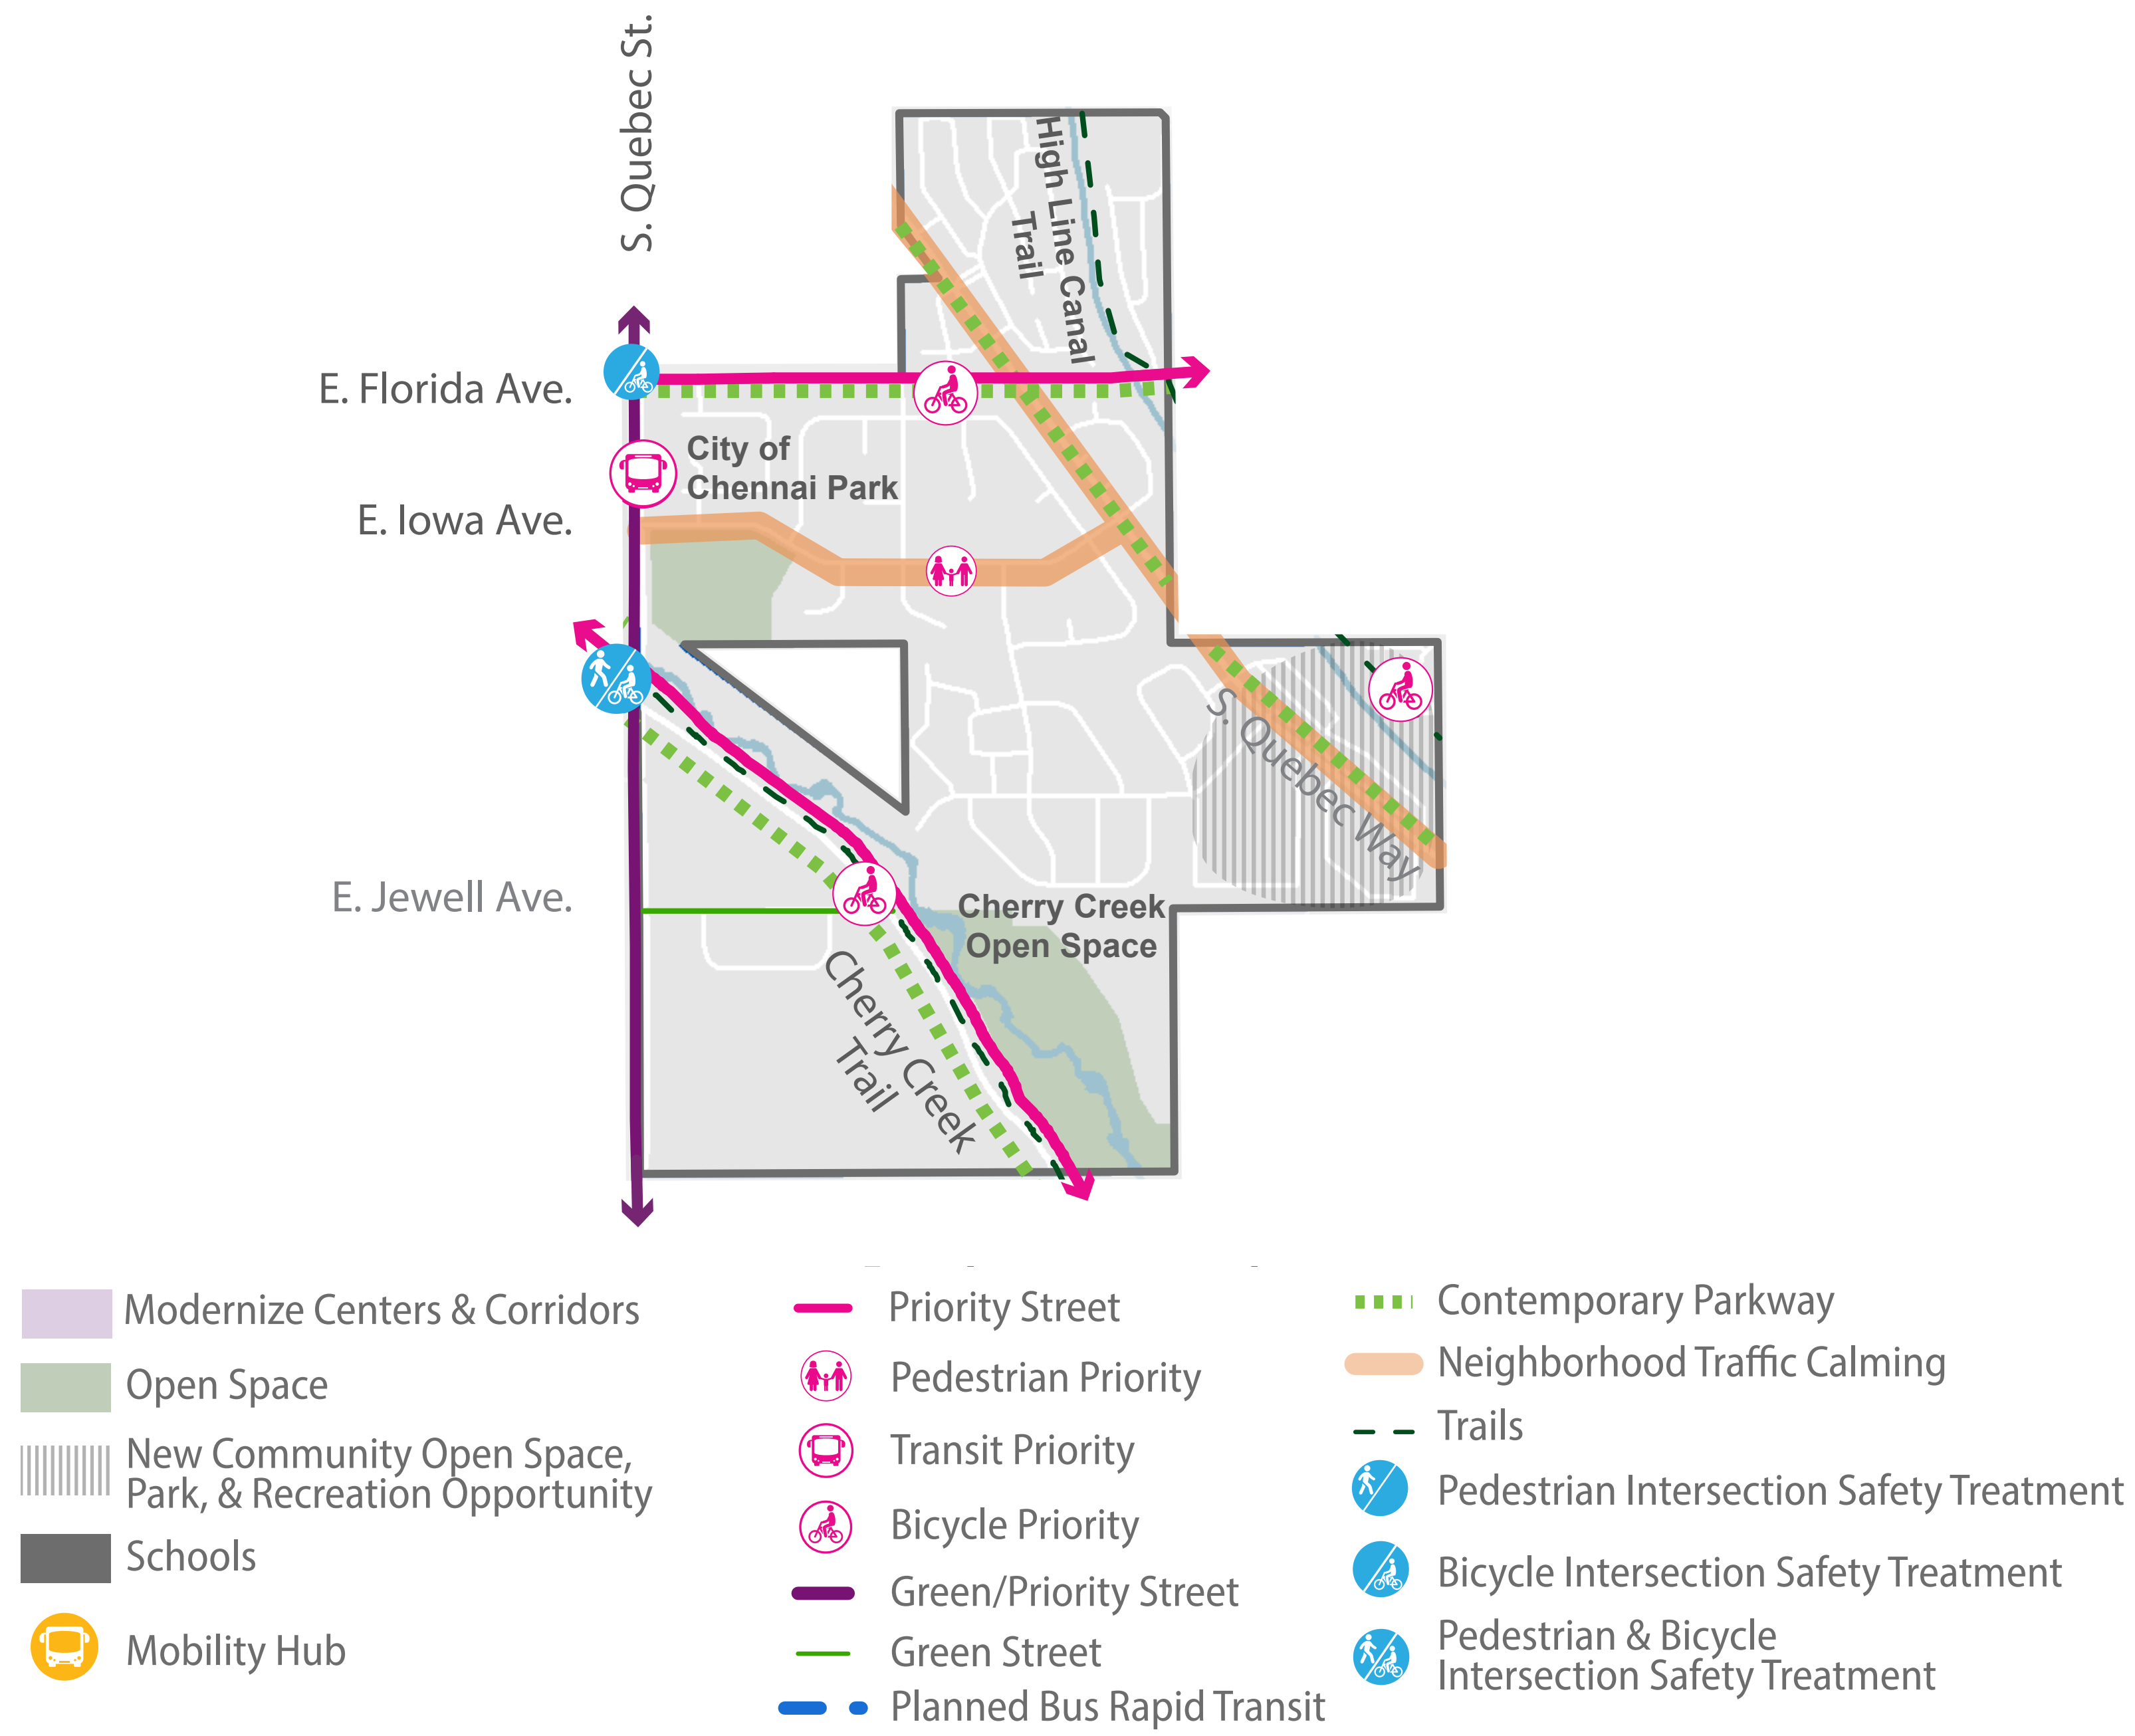 S. Quebec St.
High Line Canal
Trail
E. Florida Ave.
City of
Chennai Park
E. Iowa Ave.
S. Quebec Way
E. Jewell Ave.
Cherry Creek
Open Space
Cherry Creek
Trail
Modernize Centers & Corridors
Open Space
New Community Open Space,
Park, & Recreation Opportunity
Schools
Mobility Hub
Priority Street
Pedestrian Priority
Transit Priority
Bicycle Priority
Green/Priority Street
Green Street
Planned Bus Rapid Transit
Contemporary Parkway
Neighborhood Traffic Calming
Trails
Pedestrian Intersection Safety Treatment
Bicycle Intersection Safety Treatment
Pedestrian & Bicycle
Intersection Safety Treatment